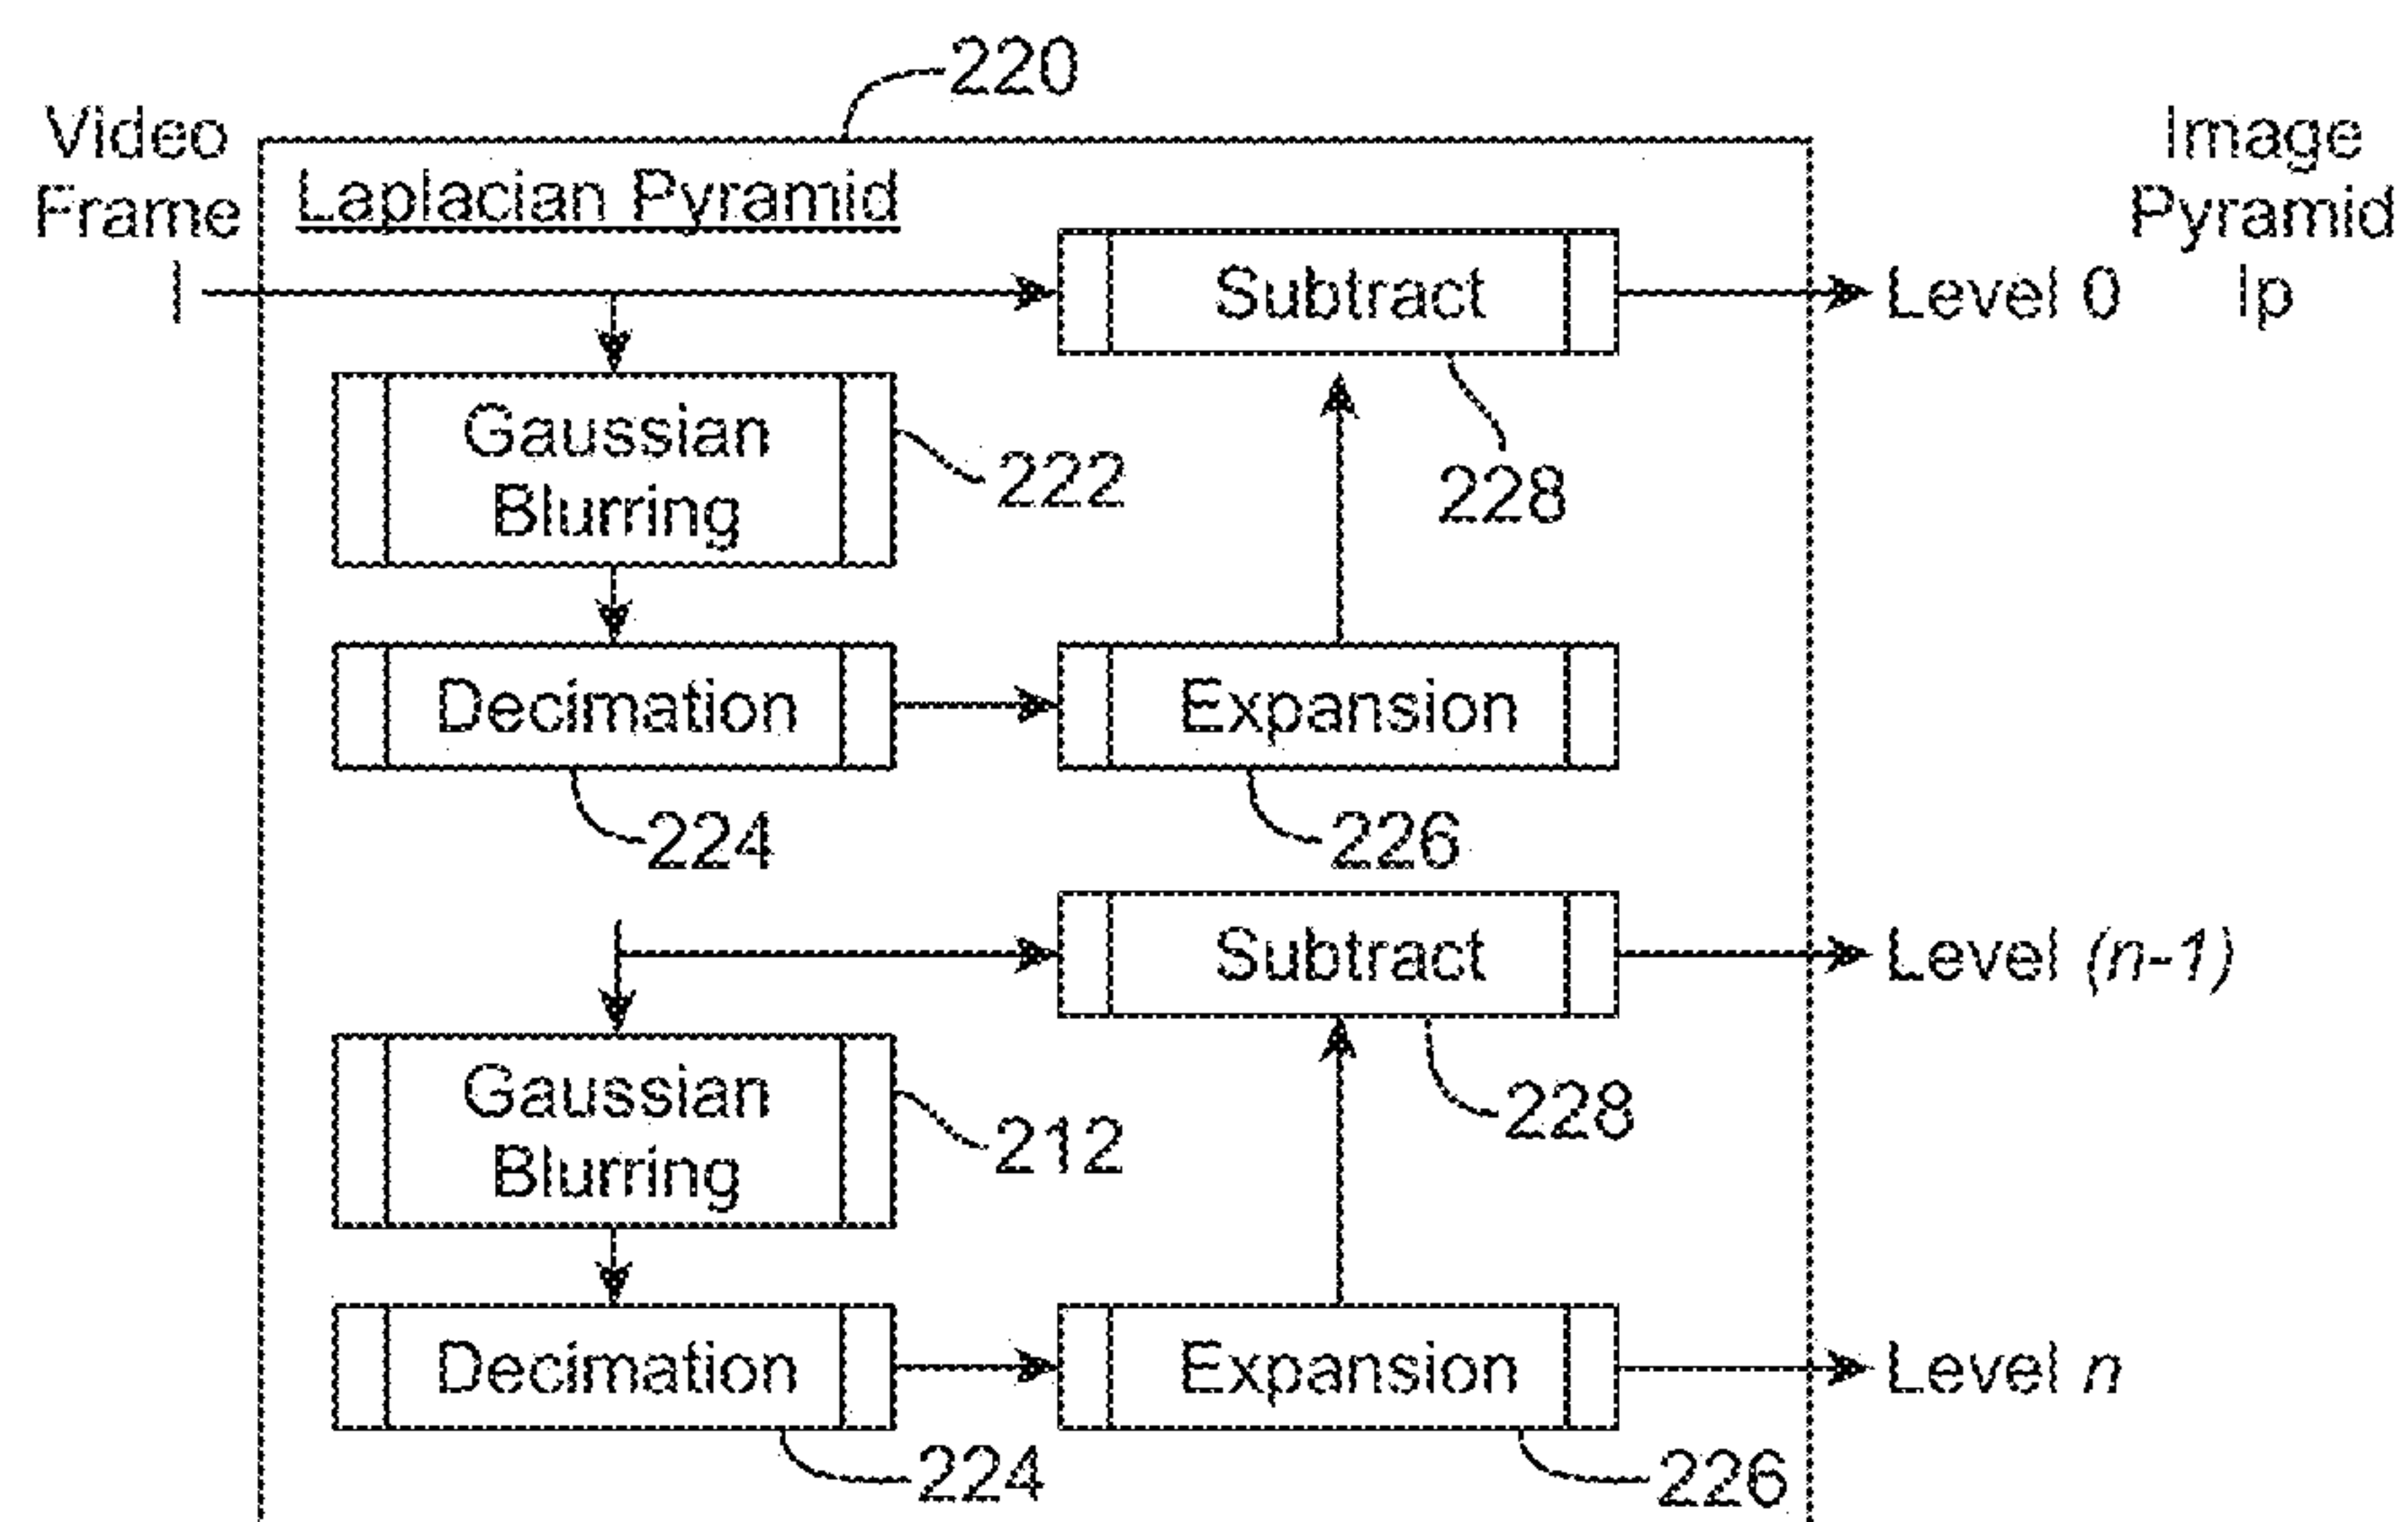 220
Video
Frame
I
Laplacian Pyramid
Image
Pyramid
Ip
Subtract
Level 0
228
Gaussian
Blurring
222
Decimation
224
Expansion
226
Subtract
Level (n-1)
228
Gaussian
Blurring
212
Decimation
224
Expansion
226
Level n